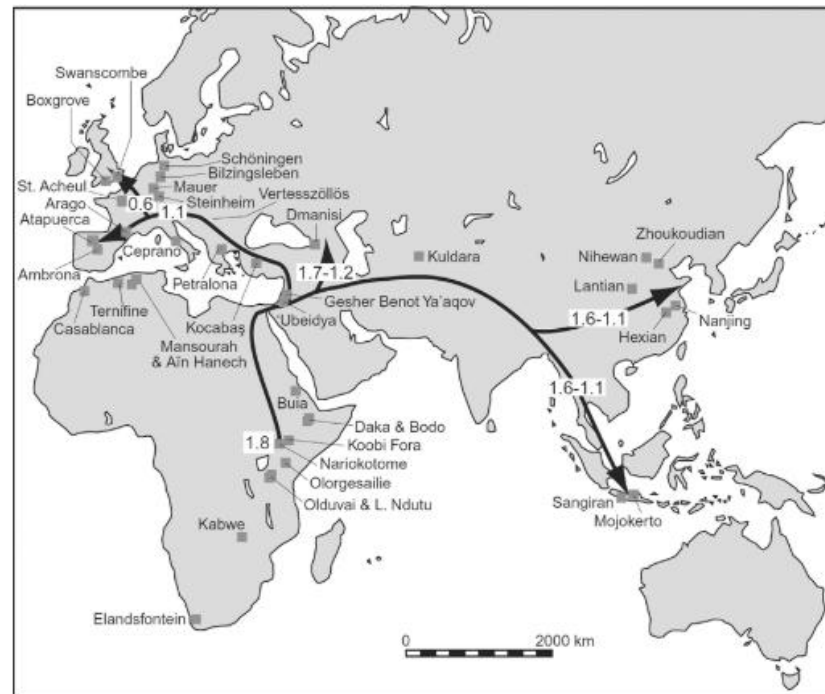 Swanscombe
Boxgrove
Schöningen
Bilzingsleben
St. Acheul
Mauer
Vertesszöllös
Arago
0.6
Steinheim
1.1
Dmanisi
Atapuerca
Zhoukoudian
Ceprano
Kuldara
Nihewan
Ambrona
1.7-1.2
Petralona
Lantian
Gesher Benot Ya'aqov
Ternifine
Kocabaş
'Ubeidya
1.6-1.1
Nanjing
Casablanca
Mansourah
& Aïn Hanech
Hexian
1.6-1.1
Buia
Daka & Bodo
1.8
Koobi Fora
Nariokotome
Olorgesailie
Sangiran
Olduvai & L. Ndutu
Mojokerto
Kabwe
Elandsfontein
0
2000 km